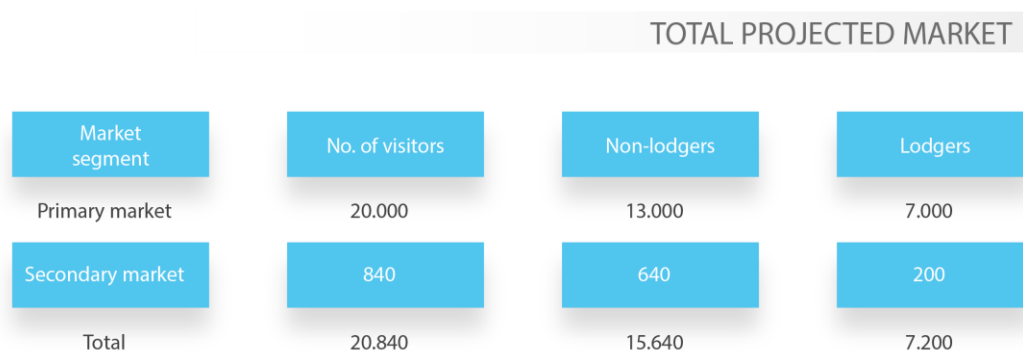 TOTAL PROJECTED MARKET
Market
segment
No. of visitors
Non-lodgers
Lodgers
Primary market
20.000
13.000
7.000
Secondary market
840
640
200
Total
20.840
15.640
7.200